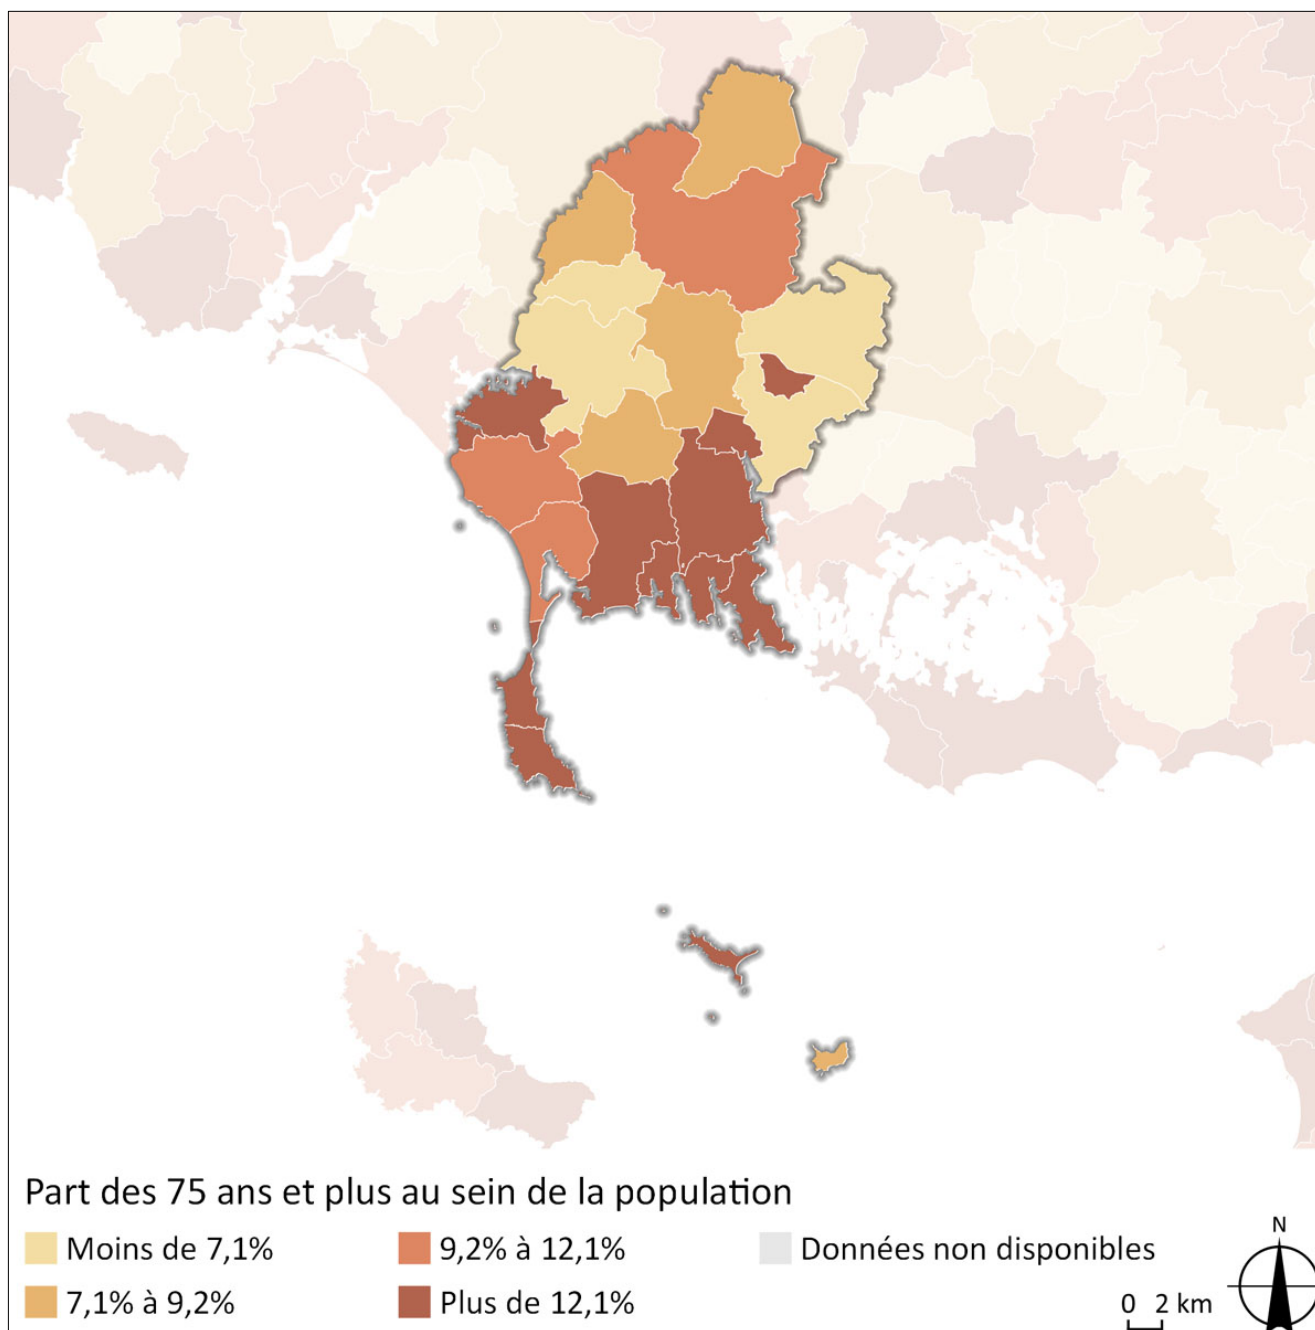 Part des 75 ans et plus au sein de la population
Moins de 7,1%
9,2% à 12,1%
Données non disponibles
7,1% à 9,2%
Plus de 12,1%
0 2 km
N